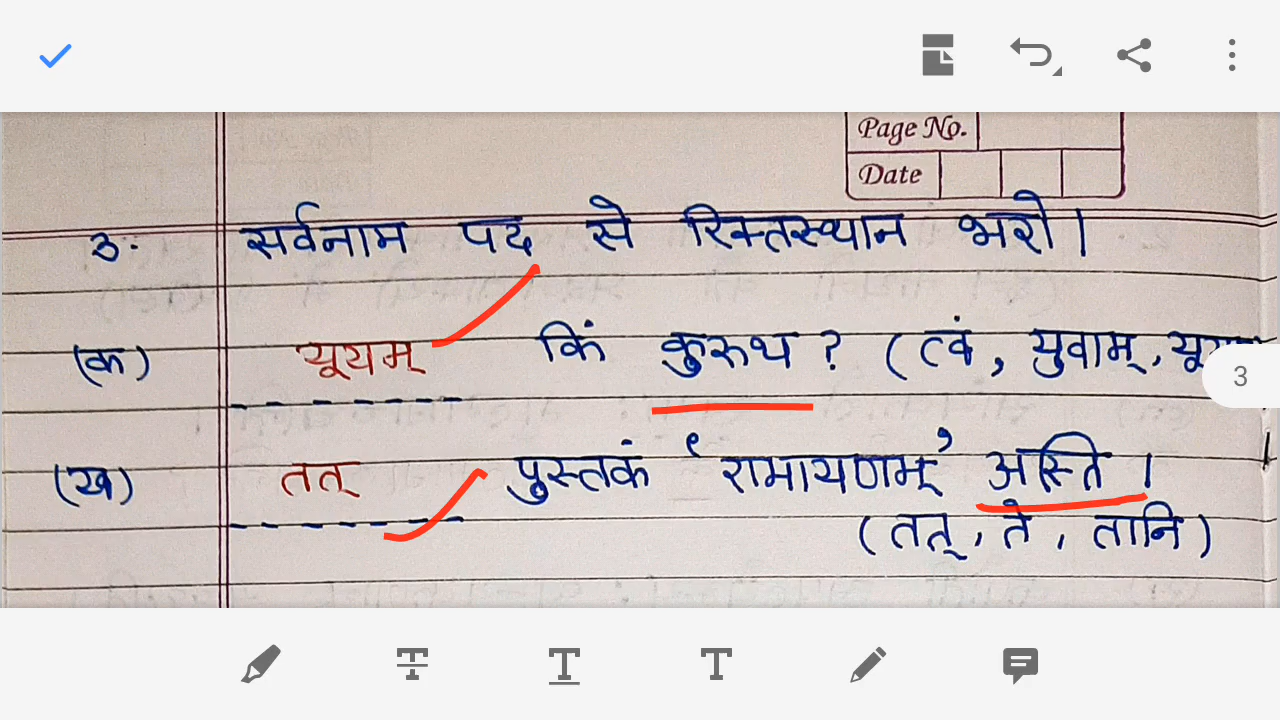 Page No.
Date
3. सर्वनाम पद से रिक्तस्थान भरो।
(क) यूयम् किं कुरुथ ? (त्वं, युवाम्,
3
(ख) तत् पुस्तकं 'रामायणम्' अस्ति ।
(तत्, ते, तानि)